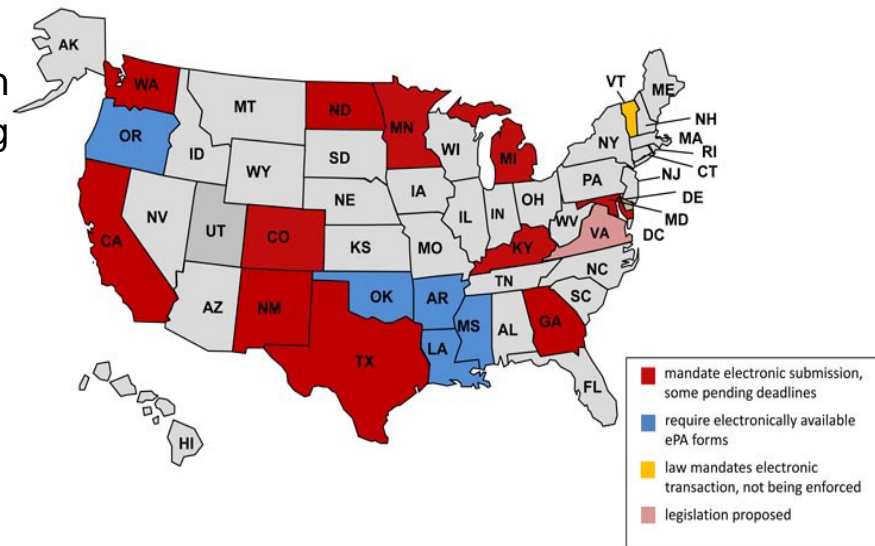 AK
n
g
WA
MT
ND
MN
VT
ME
OR
ID
WY
SD
WI
MI
NY
NH
MA
RI
CT
NV
UT
CO
NE
IA
IL
IN
OH
PA
NJ
DE
MD
DC
CA
KS
MO
KY
WV
VA
AZ
NM
OK
AR
TN
NC
SC
TX
LA
MS
AL
GA
FL
HI
mandate electronic submission,
some pending deadlines
require electronically available
ePA forms
law mandates electronic
transaction, not being enforced
legislation proposed